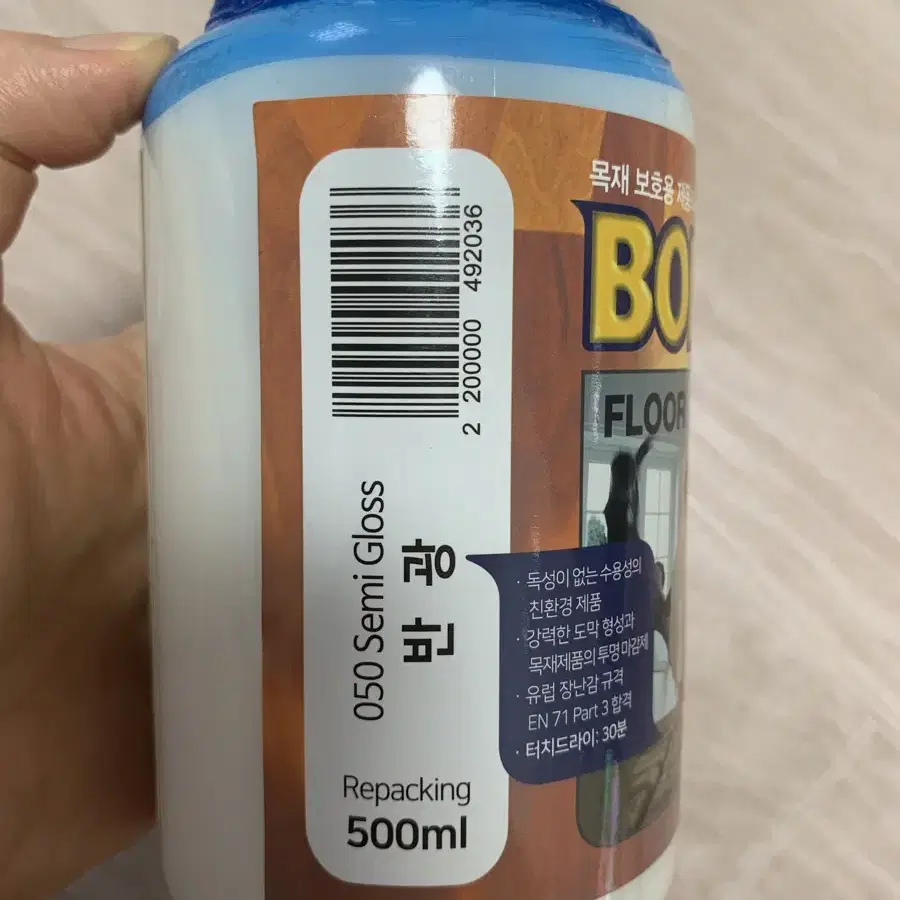 2 200000 492036
050 Semi Gloss
반 광
Repacking
500ml
목재 보호용
BO
FLOOR
· 독성이 없는 수용성의
친환경 제품
· 강력한 도막 형성과
목재제품의 투명 마감제
· 유럽 장난감 규격
EN 71 Part 3 합격
· 터치드라이: 30분